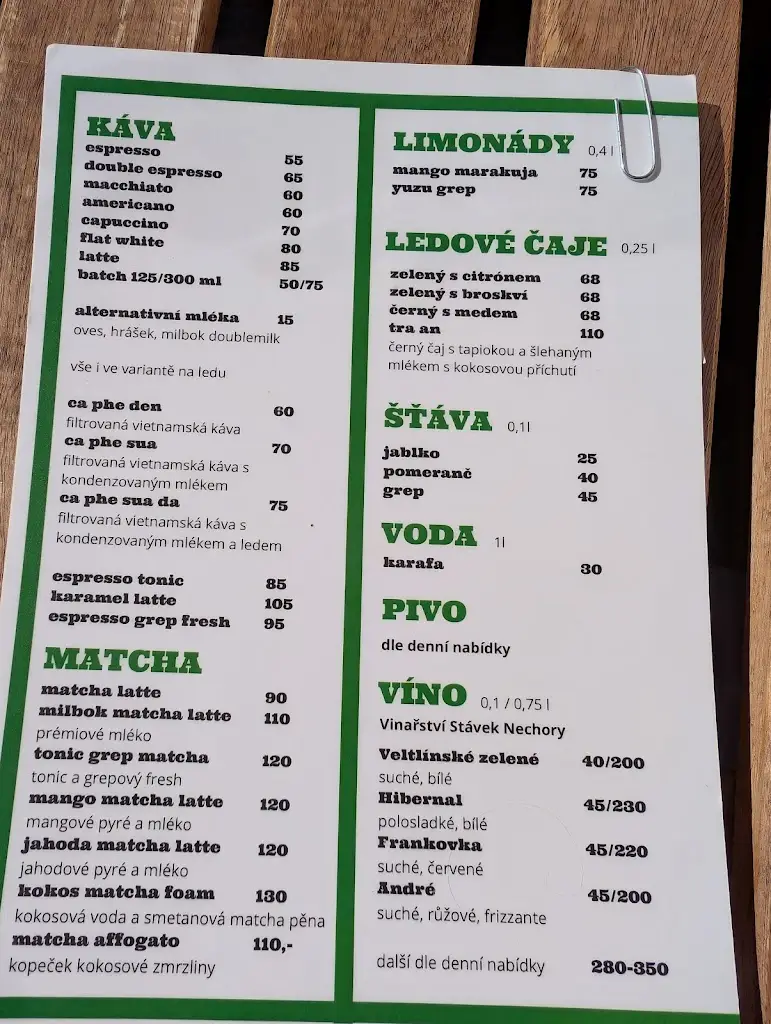 KÁVA
espresso 55
double espresso 65
macchiato 60
americano 60
capuccino 70
flat white 80
latte 85
batch 125/300 ml 50/75
alternativní mléka 15
oves, hrášek, milbok doublemilk
vše i ve variantě na ledu
ca phe den 60
filtrovaná vietnamská káva
ca phe sua 70
filtrovaná vietnamská káva s
kondenzovaným mlékem
ca phe sua da 75
filtrovaná vietnamská káva s
kondenzovaným mlékem a ledem
espresso tonic 85
karamel latte 105
espresso grep fresh 95
MATCHA
matcha latte 90
milbok matcha latte 110
prémiové mléko
tonic grep matcha 120
tonic a grepový fresh
mango matcha latte 120
mangové pyré a mléko
jahoda matcha latte 120
jahodové pyré a mléko
kokos matcha foam 130
kokosová voda a smetanová matcha pěna
matcha affogato 110,-
kopeček kokosové zmrzliny
LIMONÁDY 0,4 l
mango marakuja 75
yuzu grep 75
LEDOVÉ ČAJE 0,25 l
zelený s citrónem 68
zelený s broskví 68
černý s medem 68
tra an 110
černý čaj s tapiokou a šlehaným
mlékem s kokosovou příchutí
ŠŤÁVA 0,1l
jablko 25
pomeranč 40
grep 45
VODA 1l
karafa 30
PIVO
dle denní nabídky
VÍNO 0,1 / 0,75 l
Vinařství Stávek Nechory
Veltlínské zelené 40/200
suché, bílé
Hibernal 45/230
polosladké, bílé
Frankovka 45/220
suché, červené
André 45/200
suché, růžové, frizzante
další dle denní nabídky 280-350